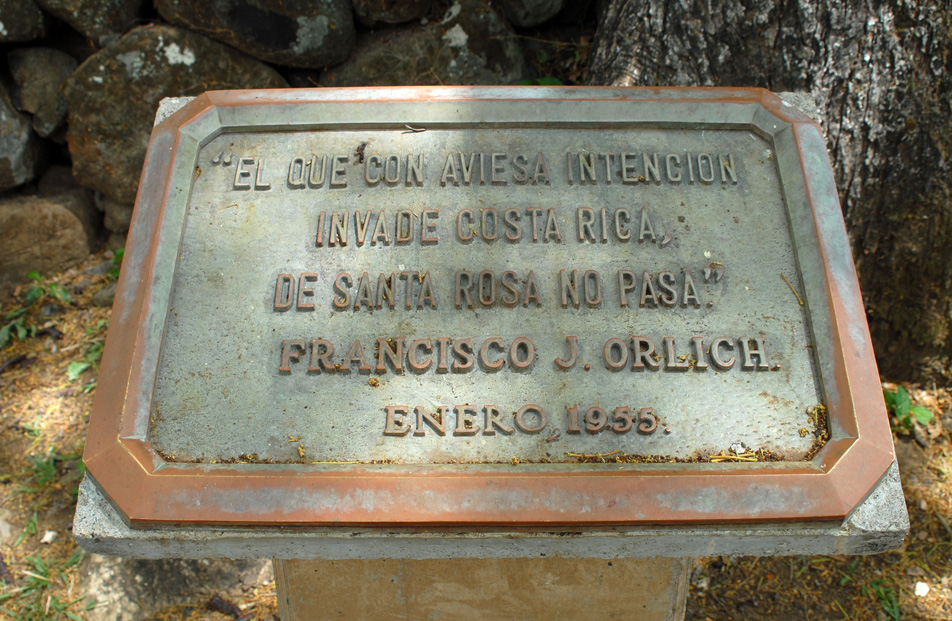 “EL QUE CON AVIESA INTENCION
INVADE COSTA RICA,
DE SANTA ROSA NO PASA”
FRANCISCO J. ORLICH.
ENERO, 1955.